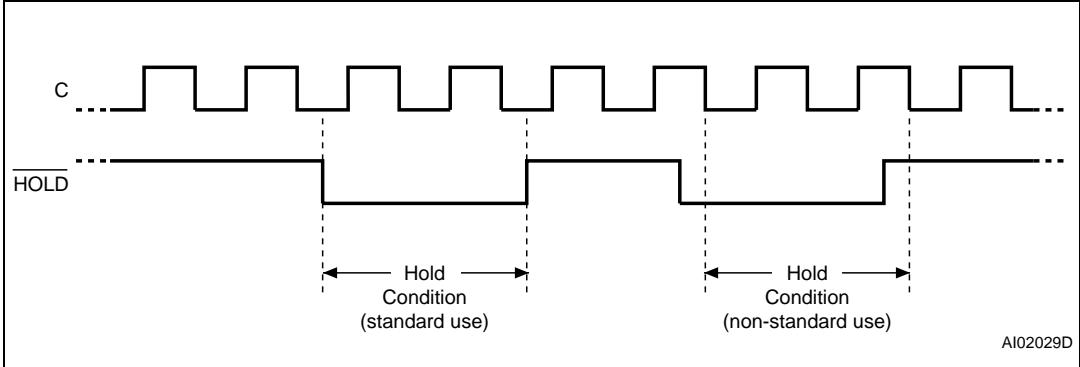 C
HOLD
Hold
Condition
(standard use)
Hold
Condition
(non-standard use)
AI02029D